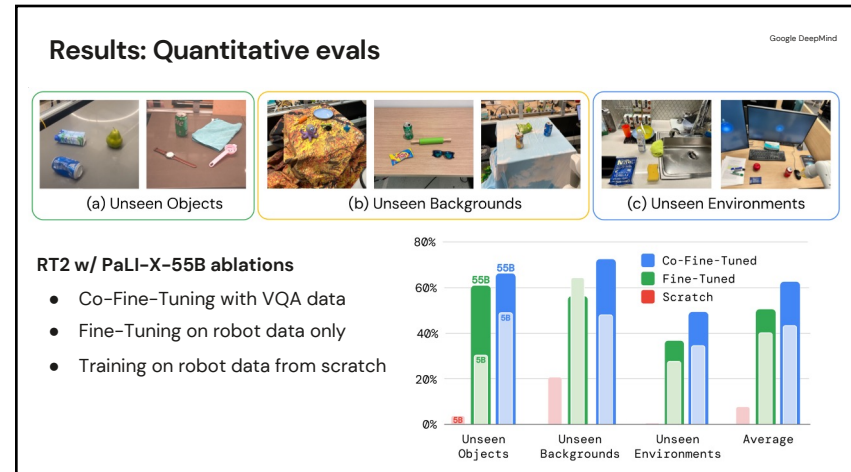 Results: Quantitative evals
Google DeepMind
(a) Unseen Objects
(b) Unseen Backgrounds
(c) Unseen Environments
RT2 w/ PaLI-X-55B ablations
● Co-Fine-Tuning with VQA data
● Fine-Tuning on robot data only
● Training on robot data from scratch
80%
60%
40%
20%
0%
Co-Fine-Tuned
Fine-Tuned
Scratch
5B
55B
5B
55B
5B
Unseen
Objects
Unseen
Backgrounds
Unseen
Environments
Average